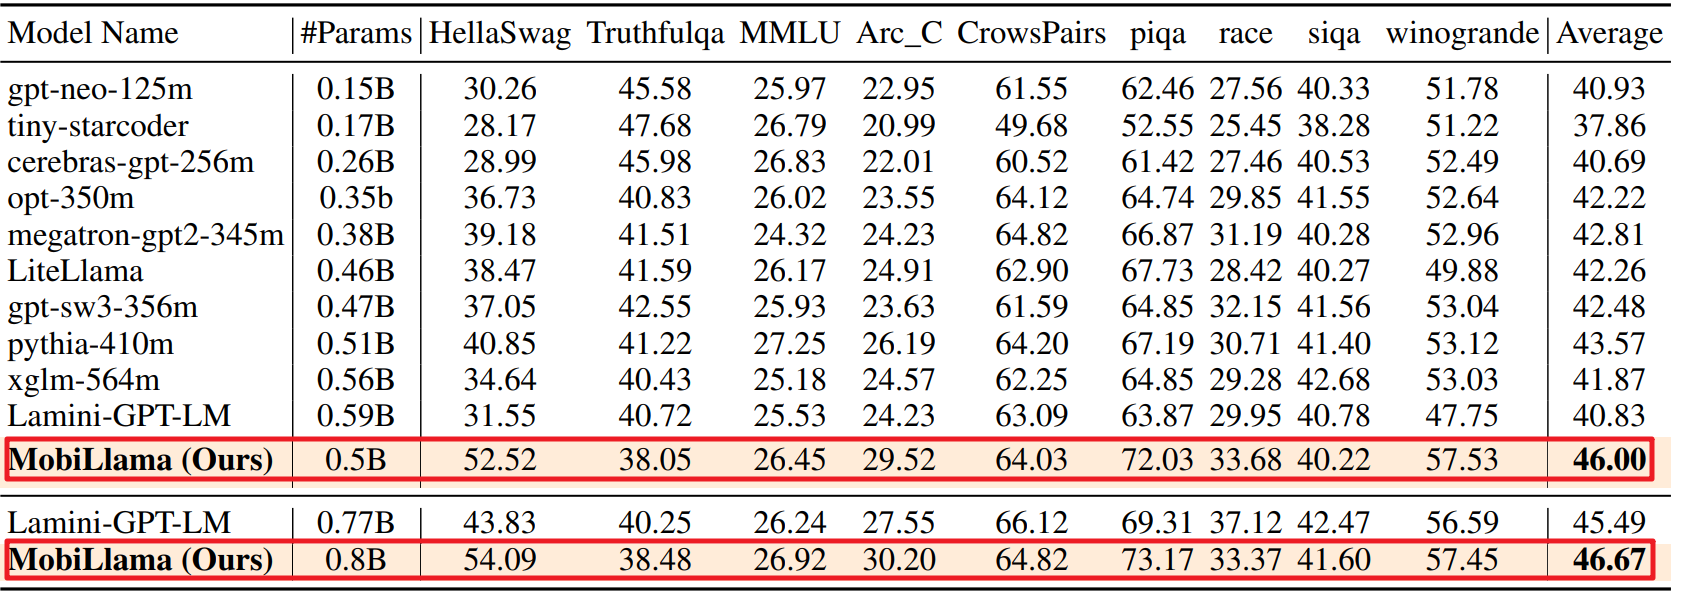 Model Name #Params HellaSwag Truthfulqa MMLU Arc_C CrowsPairs piqa race siqa winogrande Average
gpt-neo-125m 0.15B 30.26 45.58 25.97 22.95 61.55 62.46 27.56 40.33 51.78 40.93
tiny-starcoder 0.17B 28.17 47.68 26.79 20.99 49.68 52.55 25.45 38.28 51.22 37.86
cerebras-gpt-256m 0.26B 28.99 45.98 26.83 22.01 60.52 61.42 27.46 40.53 52.49 40.69
opt-350m 0.35b 36.73 40.83 26.02 23.55 64.12 64.74 29.85 41.55 52.64 42.22
megatron-gpt2-345m 0.38B 39.18 41.51 24.32 24.23 64.82 66.87 31.19 40.28 52.96 42.81
LiteLlama 0.46B 38.47 41.59 26.17 24.91 62.90 67.73 28.42 40.27 49.88 42.26
gpt-sw3-356m 0.47B 37.05 42.55 25.93 23.63 61.59 64.85 32.15 41.56 53.04 42.48
pythia-410m 0.51B 40.85 41.22 27.25 26.19 64.20 67.19 30.71 41.40 53.12 43.57
xglm-564m 0.56B 34.64 40.43 25.18 24.57 62.25 64.85 29.28 42.68 53.03 41.87
Lamini-GPT-LM 0.59B 31.55 40.72 25.53 24.23 63.09 63.87 29.95 40.78 47.75 40.83
MobiLlama (Ours) 0.5B 52.52 38.05 26.45 29.52 64.03 72.03 33.68 40.22 57.53 46.00
Lamini-GPT-LM 0.77B 43.83 40.25 26.24 27.55 66.12 69.31 37.12 42.47 56.59 45.49
MobiLlama (Ours) 0.8B 54.09 38.48 26.92 30.20 64.82 73.17 33.37 41.60 57.45 46.67